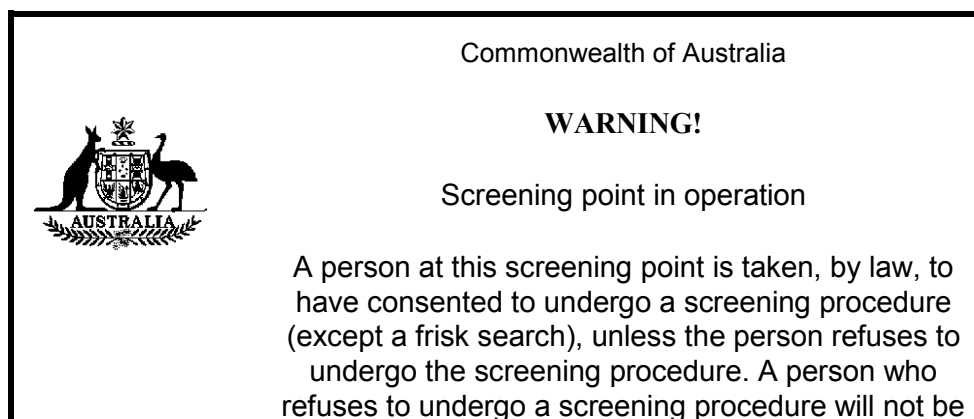 Commonwealth of Australia
WARNING!
Screening point in operation
AUSTRALIA
A person at this screening point is taken, by law, to
have consented to undergo a screening procedure
(except a frisk search), unless the person refuses to
undergo the screening procedure. A person who
refuses to undergo a screening procedure will not be